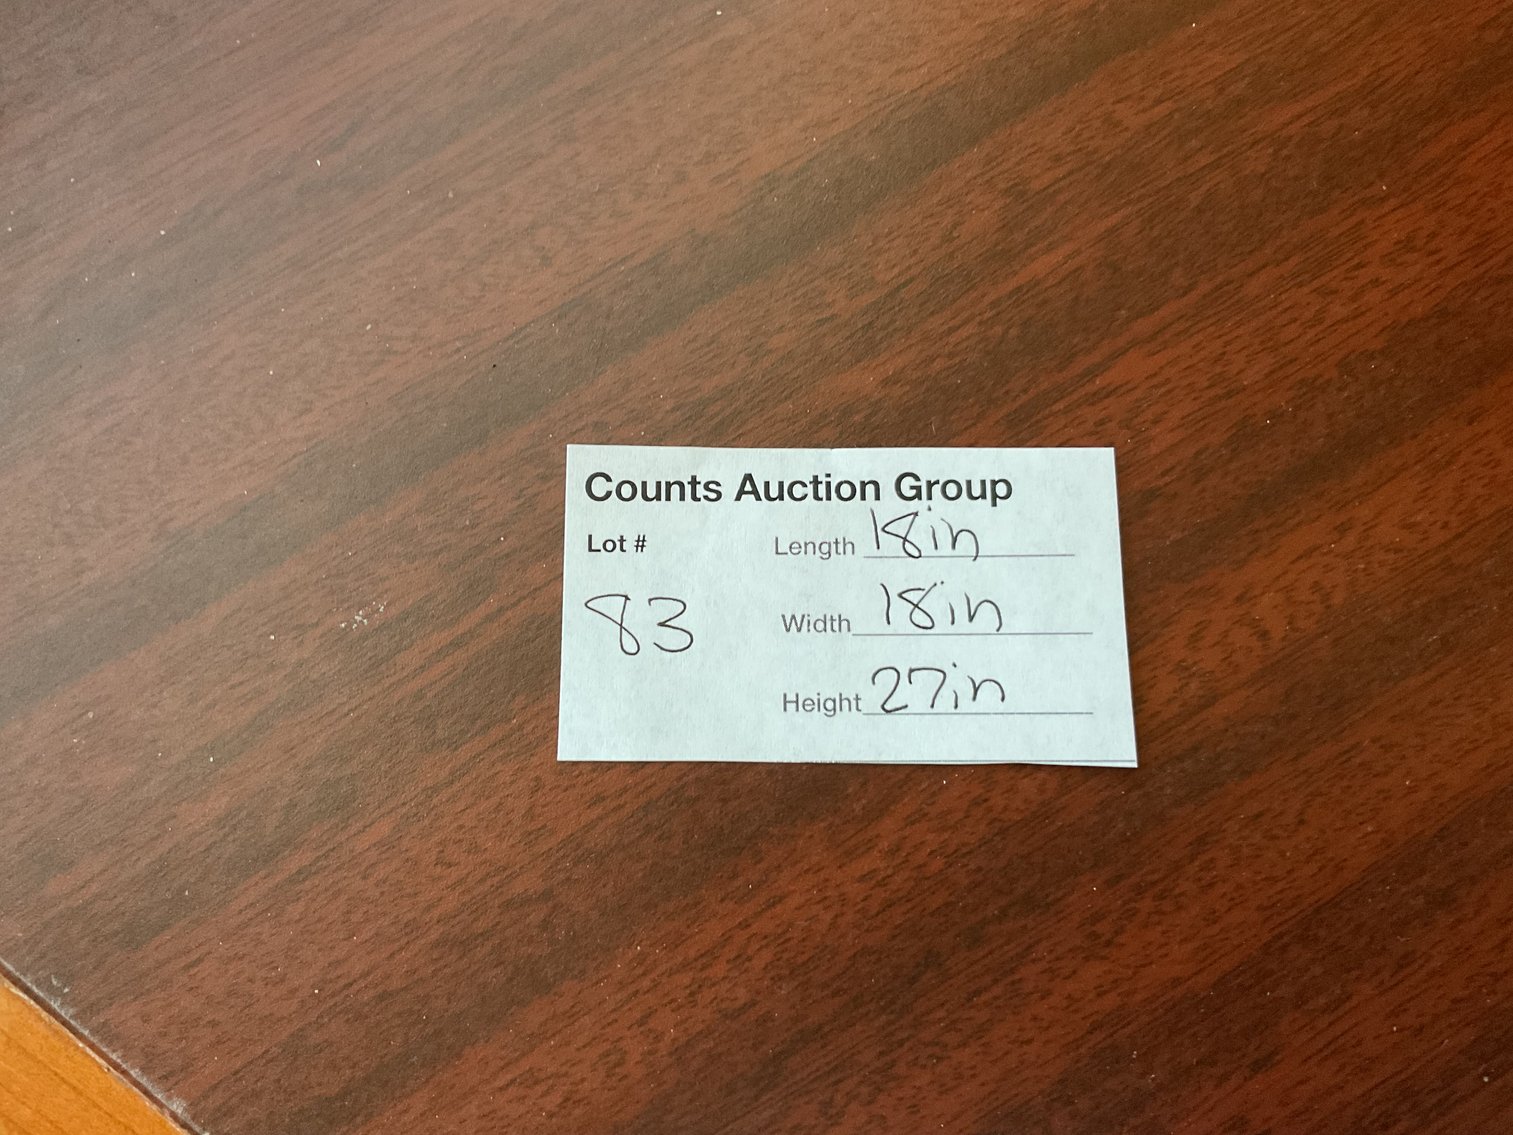 Counts Auction Group
Lot # Length 18in
83 Width 18in
Height 27in